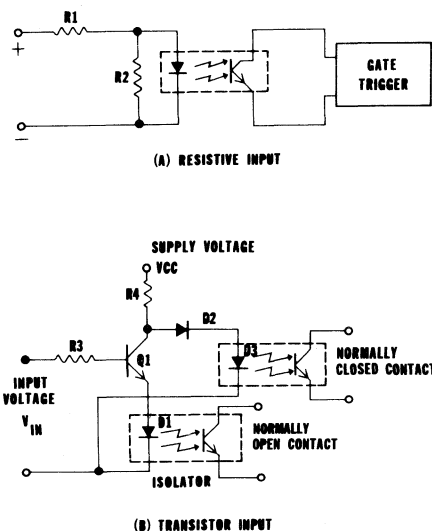 R1
+
R2
−
GATE
TRIGGER
(A) RESISTIVE INPUT
SUPPLY VOLTAGE
VCC
R4
D2
R3
Q1
D3
NORMALLY
CLOSED CONTACT
INPUT
VOLTAGE
V IN
D1
NORMALLY
OPEN CONTACT
ISOLATOR
(B) TRANSISTOR INPUT